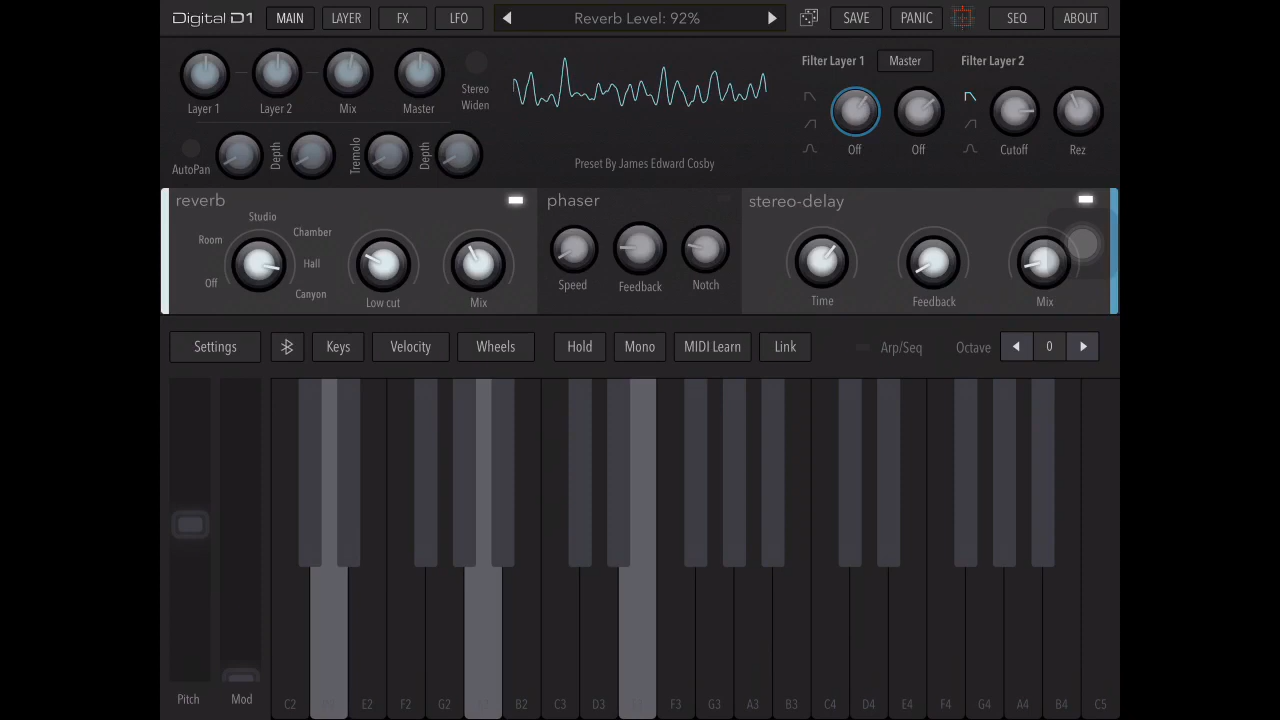 Digital D1 MAIN LAYER FX LFO Reverb Level: 92% SAVE PANIC SEQ ABOUT
Filter Layer 1 Master Filter Layer 2
Layer 1 Layer 2 Mix Master Stereo Widen
Off Off Cutoff Rez
AutoPan Depth Tremolo Depth Preset By James Edward Cosby
reverb phaser stereo-delay
Studio
Room Chamber
Hall
Off Canyon
Low cut Mix Speed Feedback Notch Time Feedback Mix
Settings Keys Velocity Wheels Hold Mono MIDI Learn Link Arp/Seq Octave 0
Pitch Mod C2 E2 F2 G2 B2 C3 D3 F3 G3 A3 B3 C4 D4 E4 F4 G4 A4 B4 C5